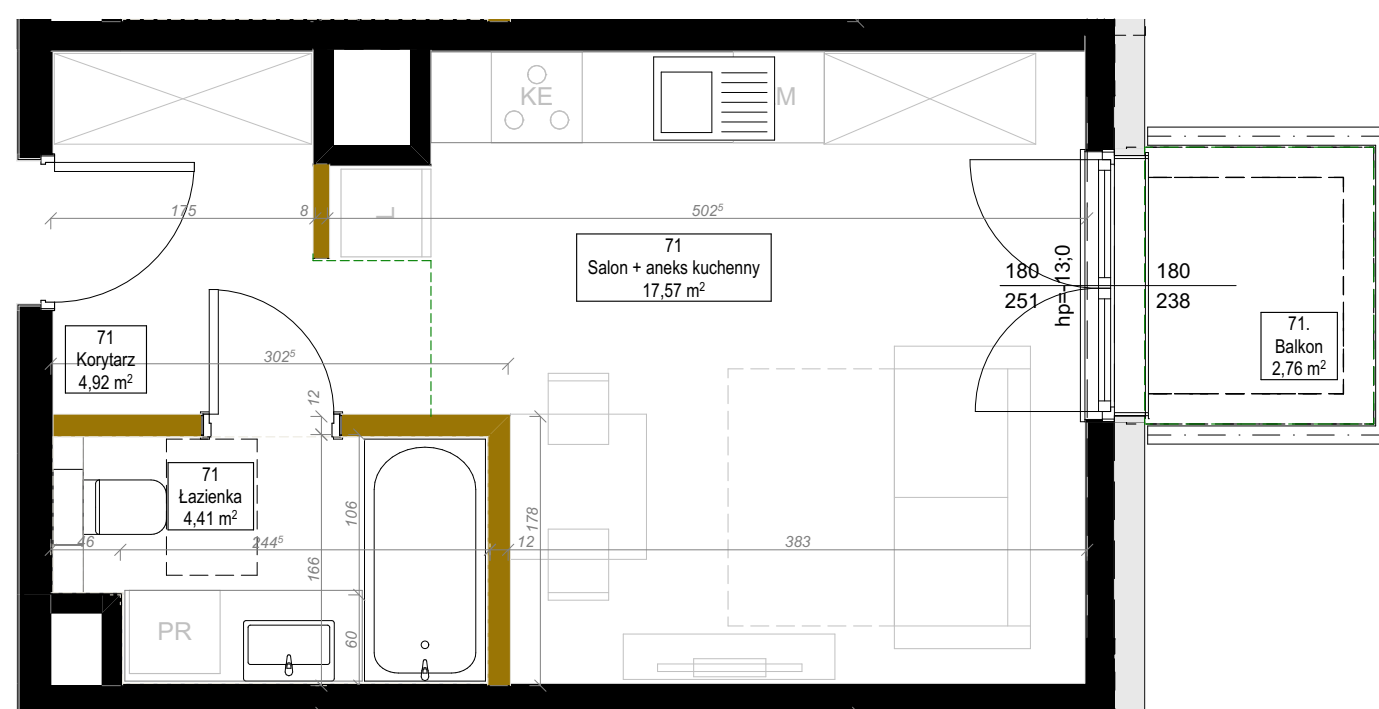 KE
M
175
8
502⁵
L
71
Salon + aneks kuchenny
17,57 m²
180
251
hp=-13;0
180
238
71.
Balkon
2,76 m²
71
Korytarz
4,92 m²
302⁵
12
71
Łazienka
4,41 m²
106
178
46
244⁵
12
383
166
PR
60